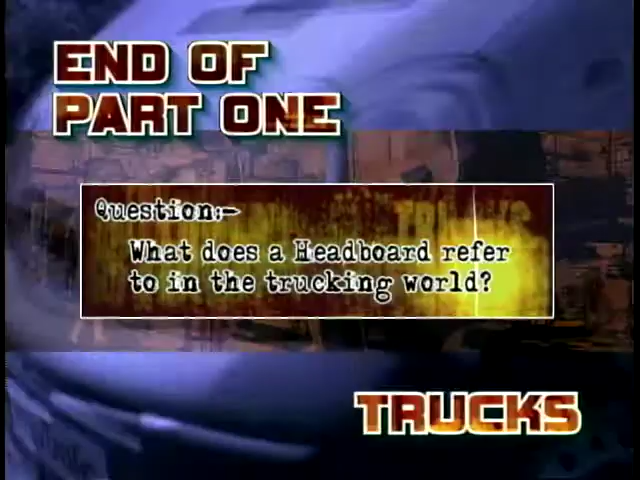 END OF
PART ONE
Question:-
What does a Headboard refer
to in the trucking world?
TRUCKS